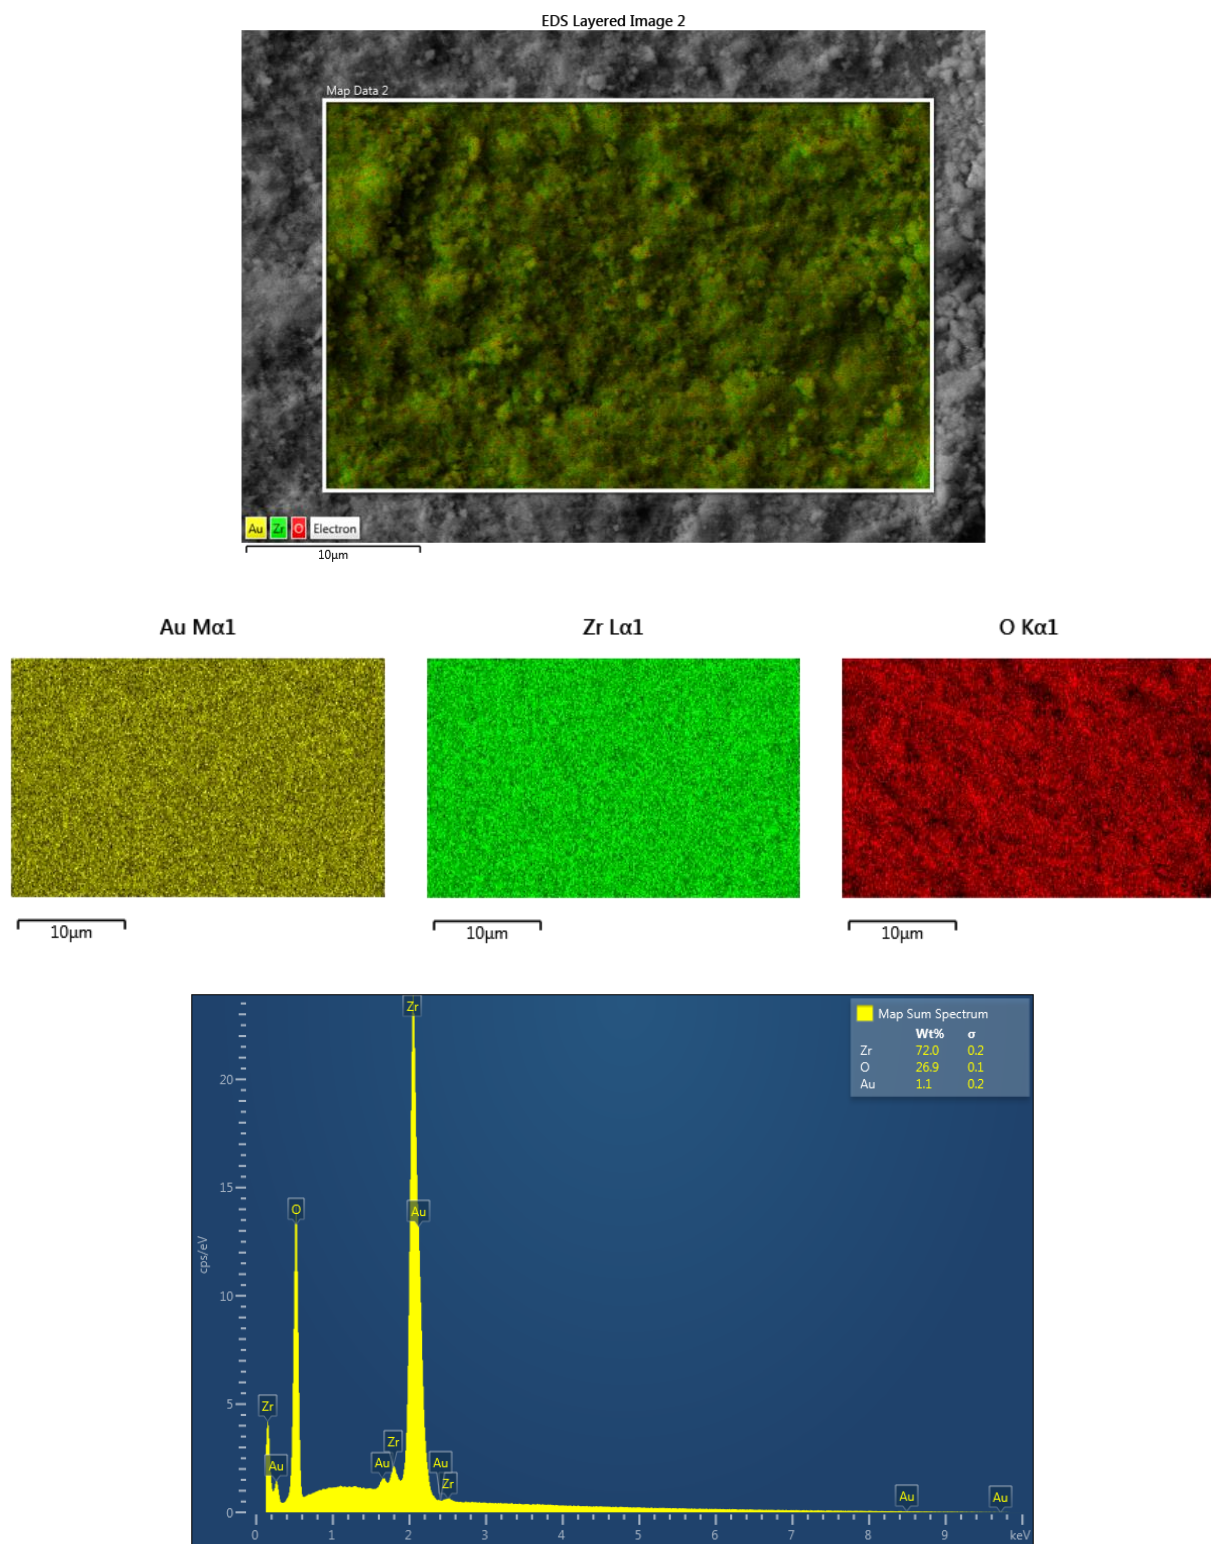 EDS Layered Image 2
Map Data 2
Au Zr O Electron
10µm
Au Mα1 Zr Lα1 O Kα1
10µm 10µm 10µm
Zr
Map Sum Spectrum
Wt% σ
Zr 72.0 0.2
O 26.9 0.1
Au 1.1 0.2
20
15
O
Au
cps/eV
10
5
Zr
Zr
Au
Au
Au
Zr
Au
Au
0
0 1 2 3 4 5 6 7 8 9 keV